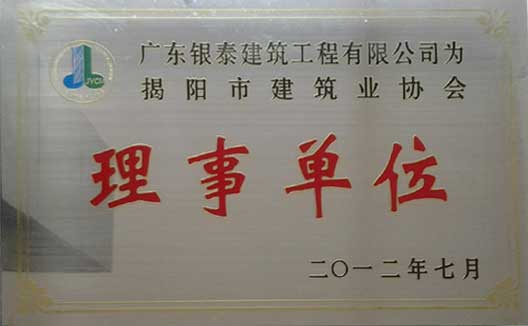 JYCIA
广东银泰建筑工程有限公司为
揭阳市建筑业协会
理事单位
二〇一二年七月